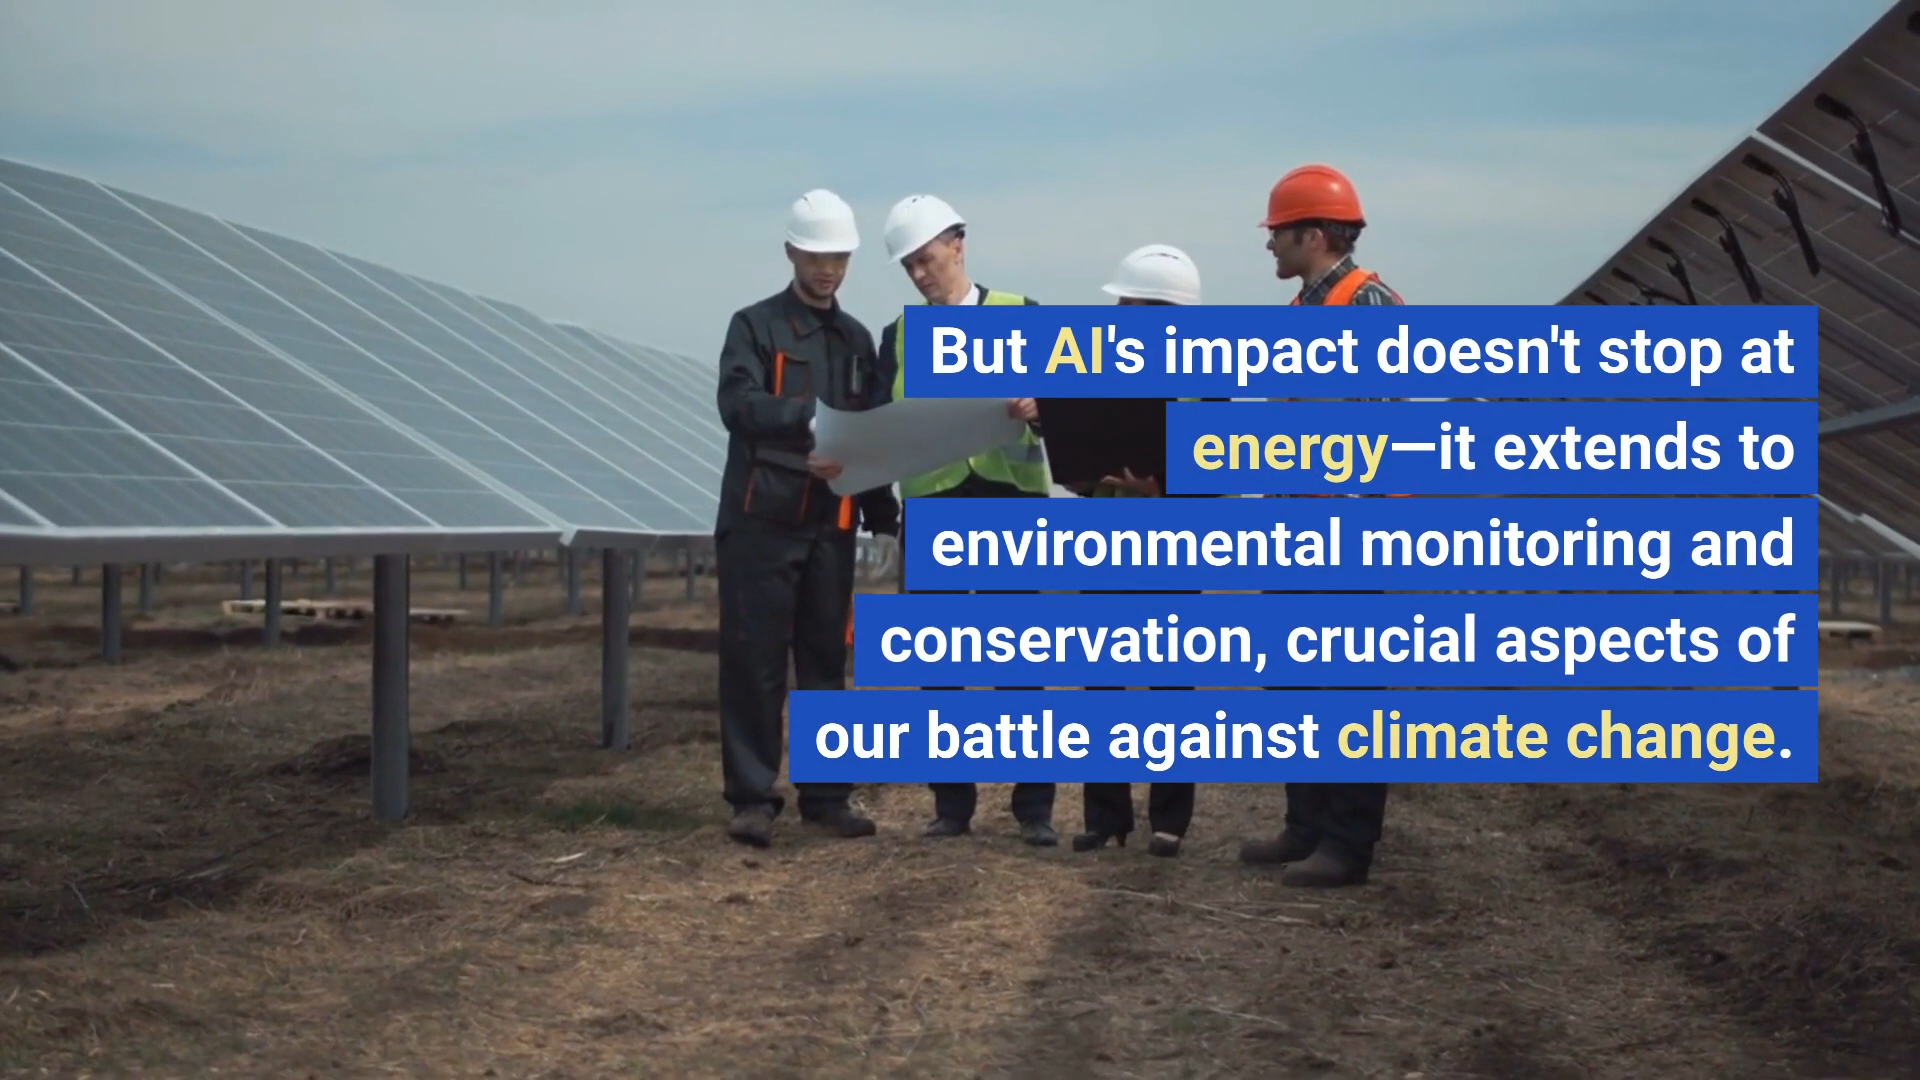 But AI's impact doesn't stop at
energy—it extends to
environmental monitoring and
conservation, crucial aspects of
our battle against climate change.